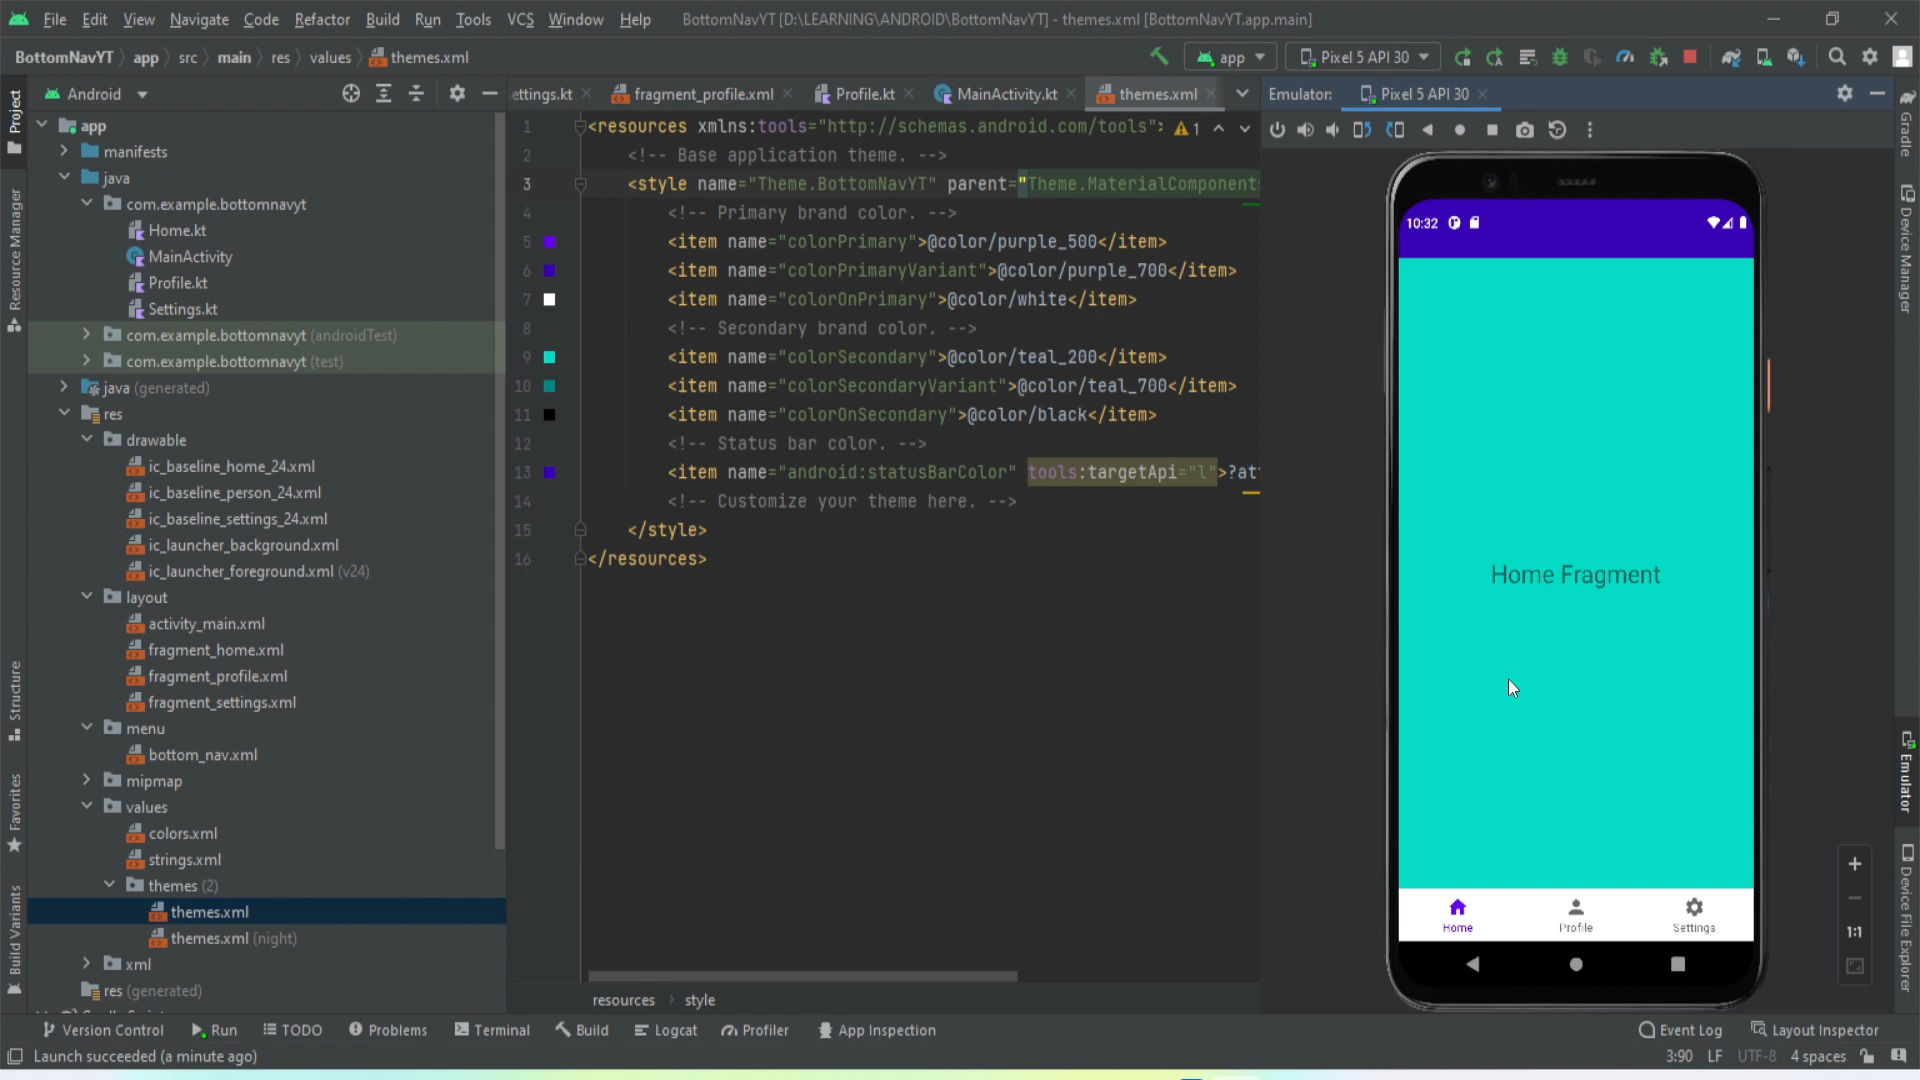 File Edit View Navigate Code Refactor Build Run Tools VCS Window Help BottomNavYT [D:\LEARNING\ANDROID\BottomNavYT] - themes.xml [BottomNavYT.app.main]
BottomNavYT app src main res values themes.xml app Pixel 5 API 30
Android ettings.kt fragment_profile.xml Profile.kt MainActivity.kt themes.xml Emulator: Pixel 5 API 30
Project
Resource Manager
Structure
Favorites
Build Variants
app
manifests
java
com.example.bottomnavyt
Home.kt
MainActivity
Profile.kt
Settings.kt
com.example.bottomnavyt (androidTest)
com.example.bottomnavyt (test)
java (generated)
res
drawable
ic_baseline_home_24.xml
ic_baseline_person_24.xml
ic_baseline_settings_24.xml
ic_launcher_background.xml
ic_launcher_foreground.xml (v24)
layout
activity_main.xml
fragment_home.xml
fragment_profile.xml
fragment_settings.xml
menu
bottom_nav.xml
mipmap
values
colors.xml
strings.xml
themes (2)
themes.xml
themes.xml (night)
xml
res (generated)
1 <resources xmlns:tools="http://schemas.android.com/tools"> 1
2 <!-- Base application theme. -->
3 <style name="Theme.BottomNavYT" parent="Theme.MaterialComponent
4 <!-- Primary brand color. -->
5 <item name="colorPrimary">@color/purple_500</item>
6 <item name="colorPrimaryVariant">@color/purple_700</item>
7 <item name="colorOnPrimary">@color/white</item>
8 <!-- Secondary brand color. -->
9 <item name="colorSecondary">@color/teal_200</item>
10 <item name="colorSecondaryVariant">@color/teal_700</item>
11 <item name="colorOnSecondary">@color/black</item>
12 <!-- Status bar color. -->
13 <item name="android:statusBarColor" tools:targetApi="l">?at
14 <!-- Customize your theme here. -->
15 </style>
16 </resources>
resources style
10:32
Home Fragment
Home Profile Settings
1:1
Gradle
Device Manager
Emulator
Device File Explorer
Version Control Run TODO Problems Terminal Build Logcat Profiler App Inspection Event Log Layout Inspector
Launch succeeded (a minute ago) 3:90 LF UTF-8 4 spaces